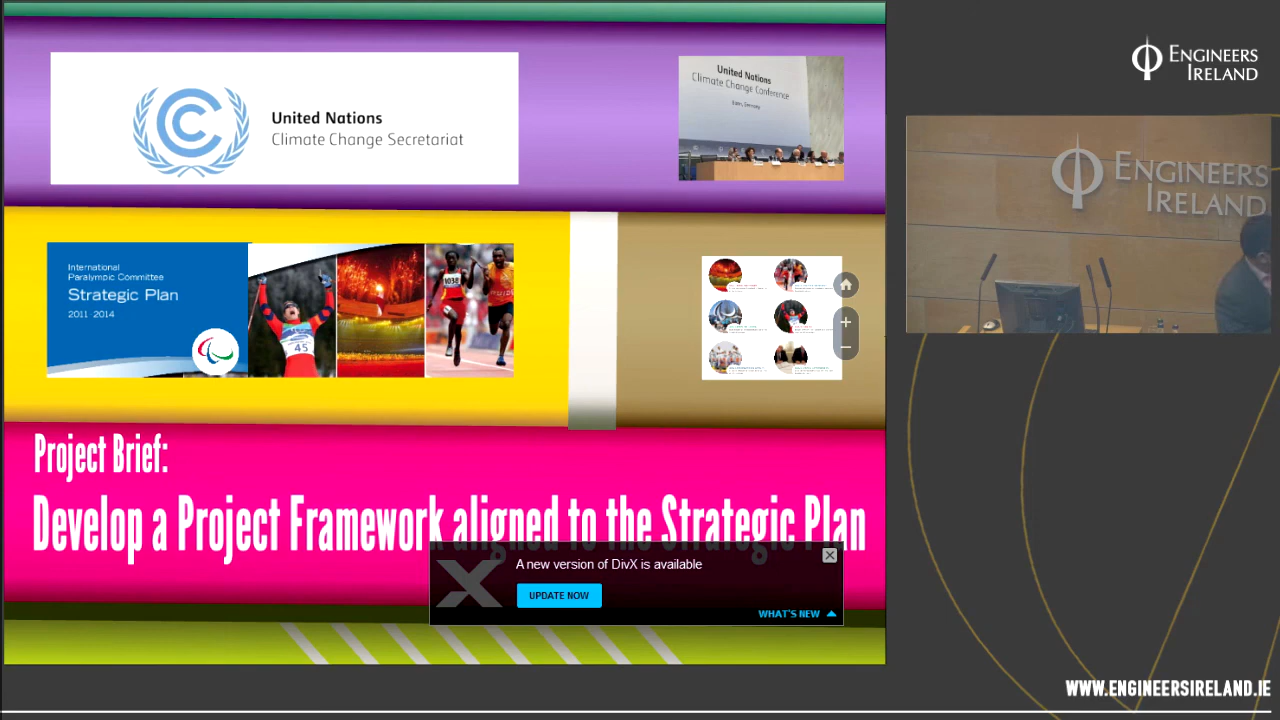 United Nations
Climate Change Secretariat
United Nations
Climate Change Conference
International
Paralympic Committee
Strategic Plan
2011-2014
45
1038
Project Brief:
Develop a Project Framework aligned to the Strategic Plan
A new version of DivX is available
UPDATE NOW
WHAT'S NEW
ENGINEERS
IRELAND
ENGINEERS
IRELAND
WWW.ENGINEERSIRELAND.IE